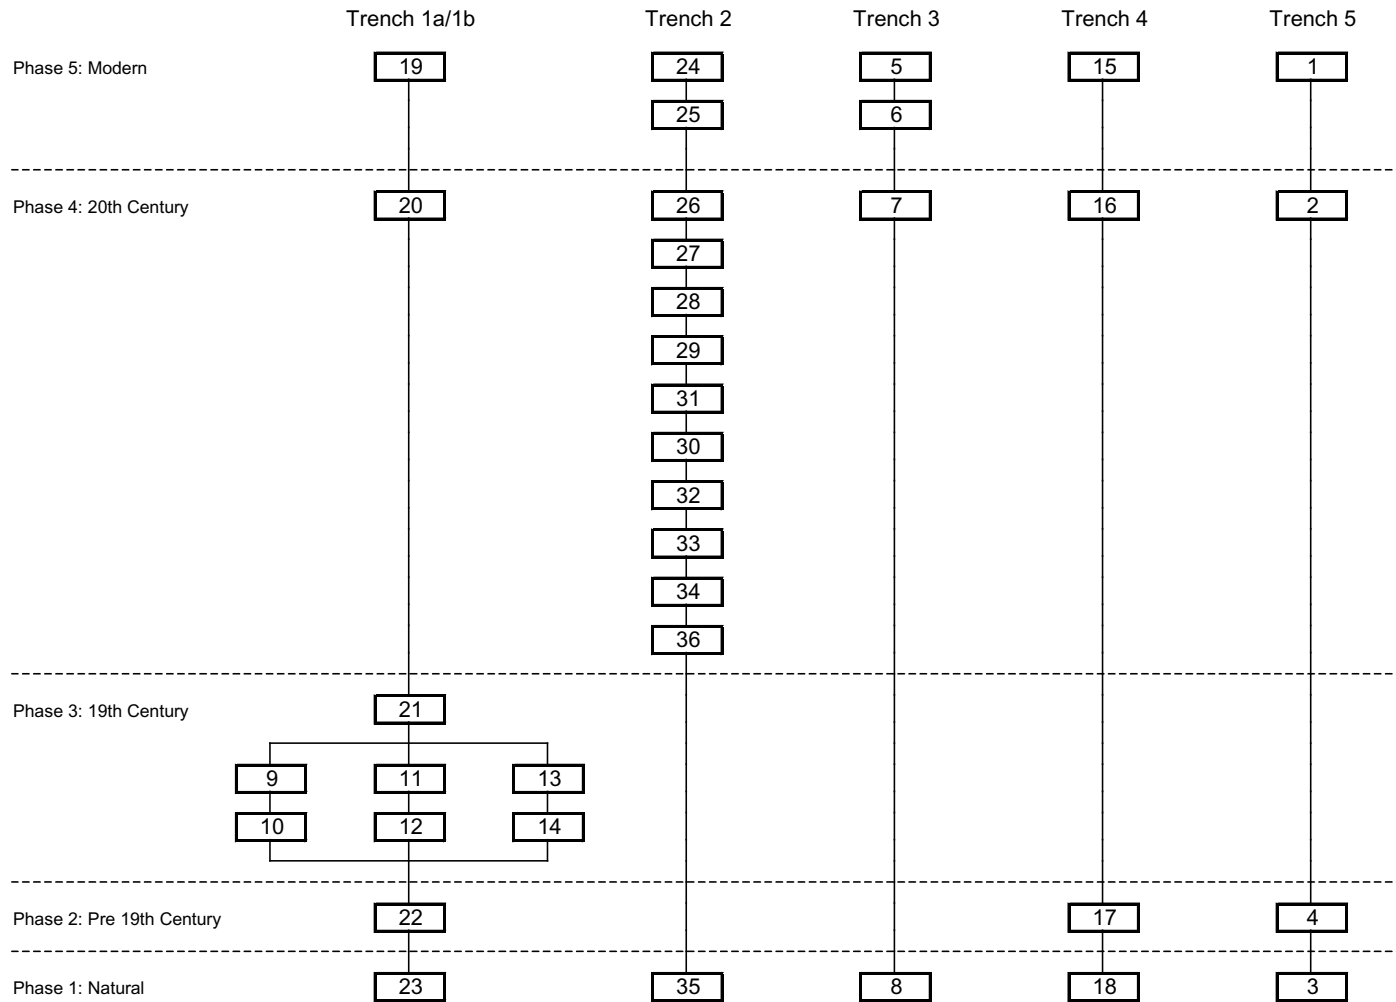 Trench 1a/1b Trench 2 Trench 3 Trench 4 Trench 5
Phase 5: Modern 19 24 5 15 1
25 6
Phase 4: 20th Century 20 26 7 16 2
27
28
29
31
30
32
33
34
36
Phase 3: 19th Century 21
9 11 13
10 12 14
Phase 2: Pre 19th Century 22 17 4
Phase 1: Natural 23 35 8 18 3